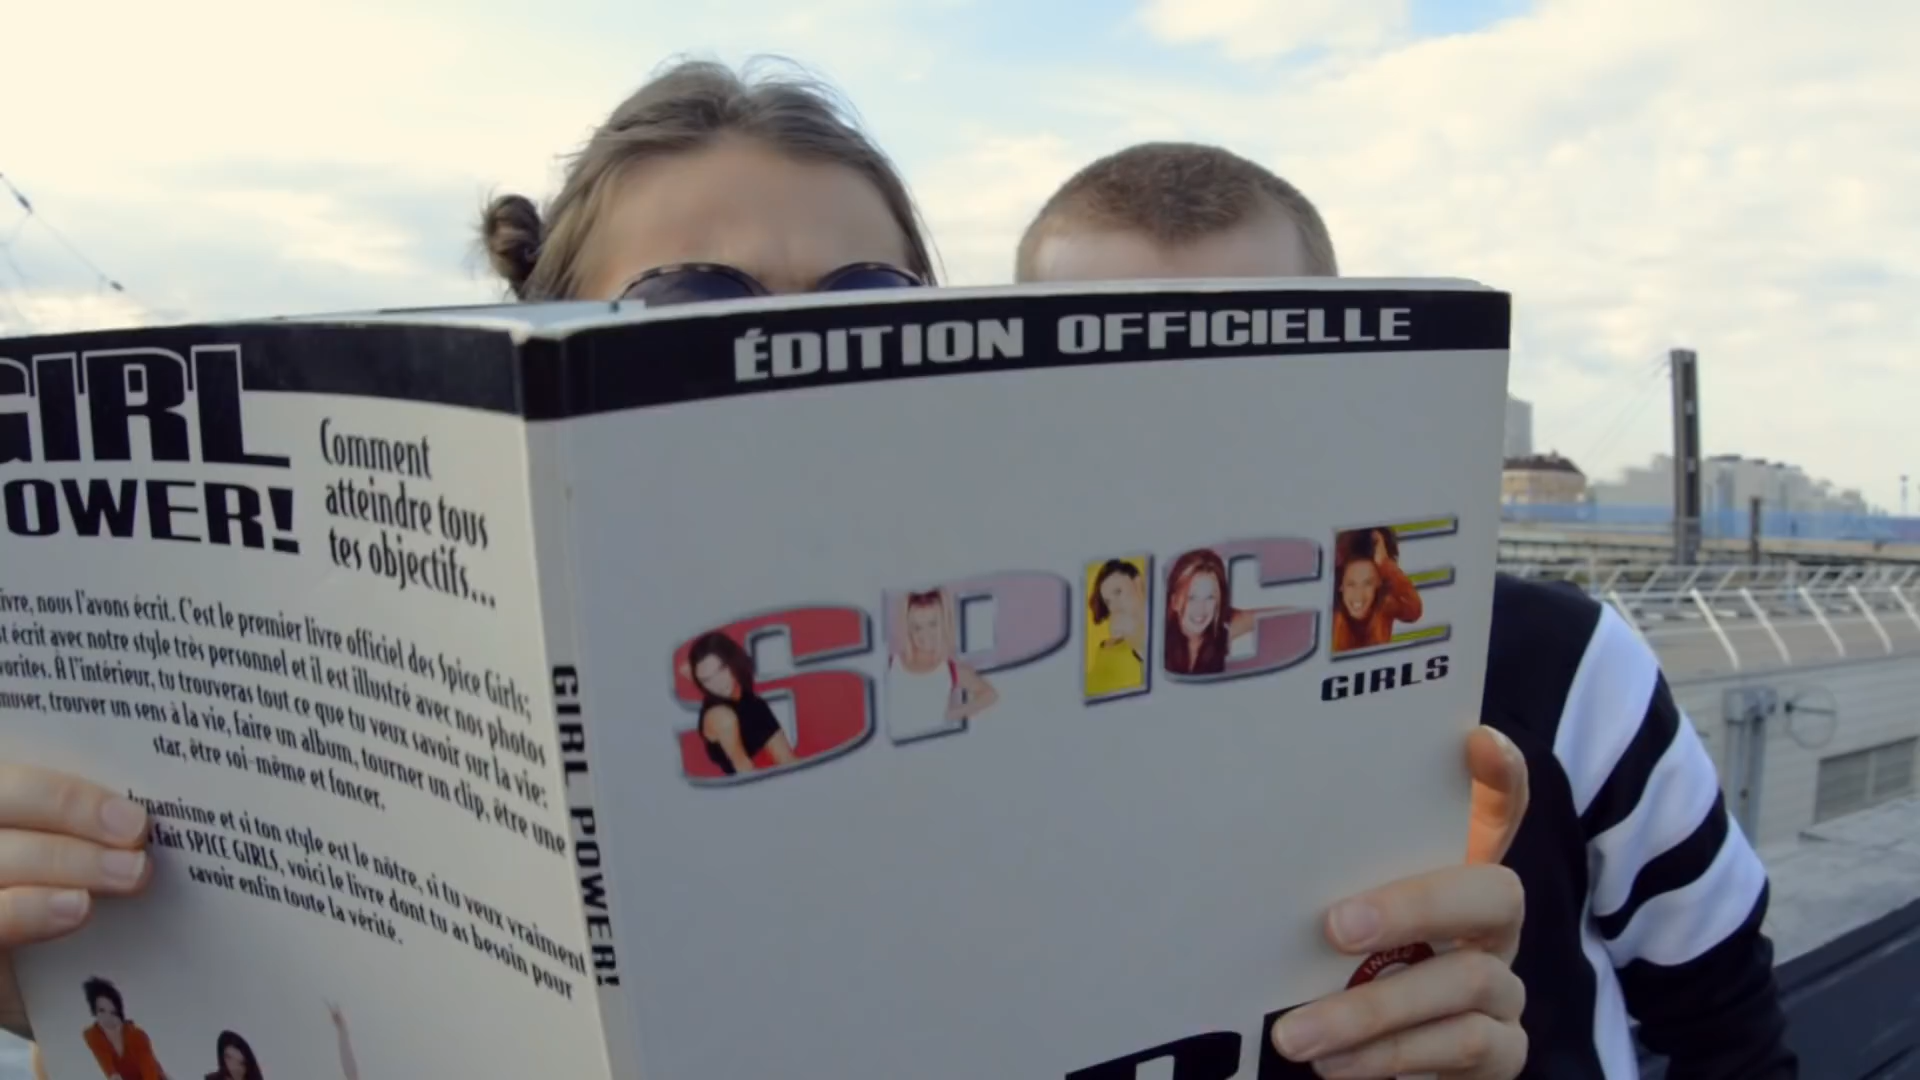 GIRL
OWER!
Comment
atteindre tous
tes objectifs...
ivre, nous l'avons écrit. C'est le premier livre officiel des Spice Girls;
t écrit avec notre style très personnel et il est illustré avec nos photos
vorites. À l'intérieur, tu trouveras tout ce que tu veux savoir sur la vie:
muser, trouver un sens à la vie, faire un album, tourner un clip, être une
star, être soi-même et foncer.
dynamisme et si ton style est le nôtre, si tu veux vraiment
fait SPICE GIRLS, voici le livre dont tu as besoin pour
savoir enfin toute la vérité.
GIRL POWER!
ÉDITION OFFICIELLE
SPICE
GIRLS
INCLU